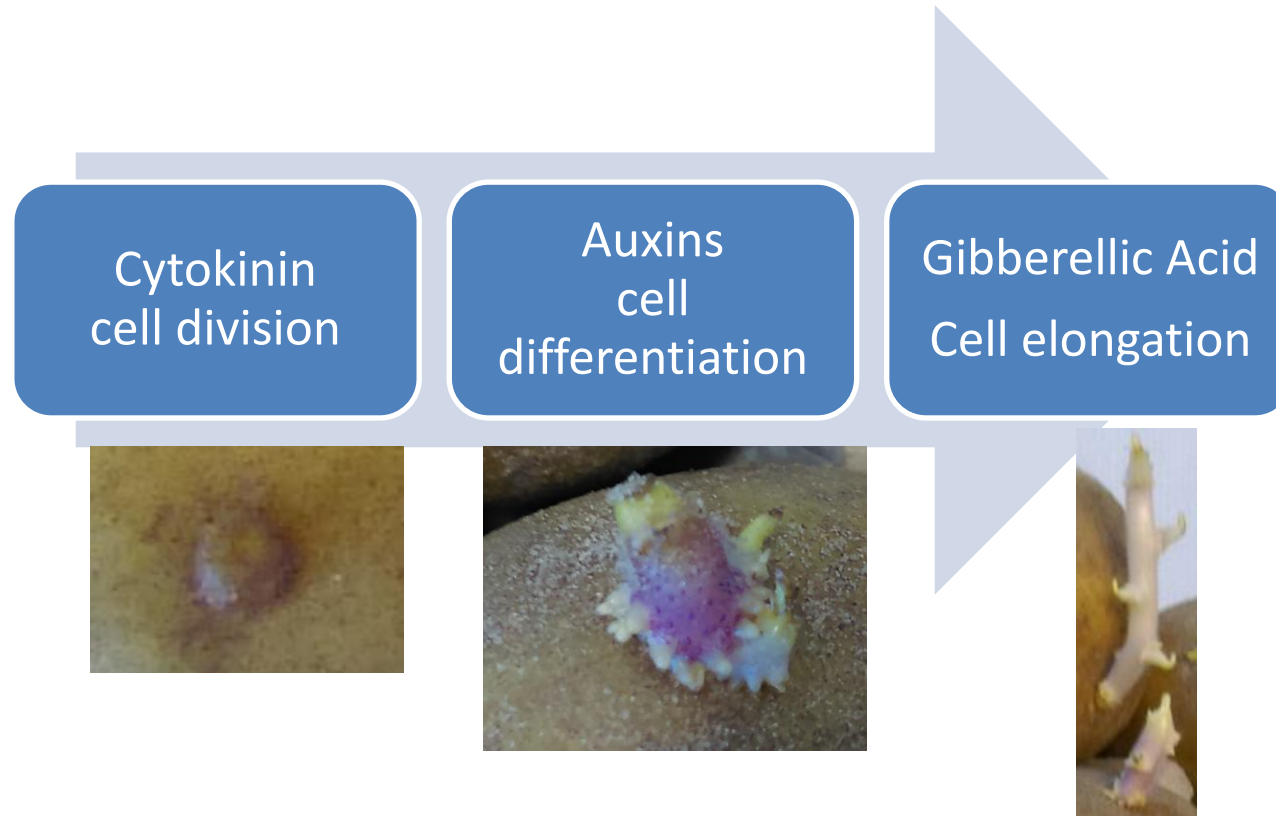 Cytokinin
cell division
Auxins
cell
differentiation
Gibberellic Acid
Cell elongation